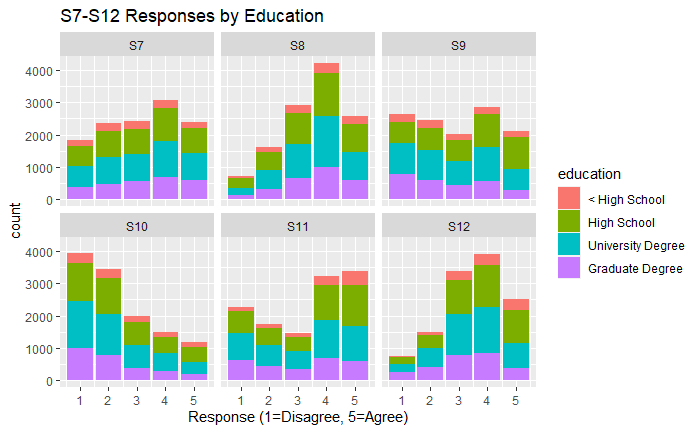 S7-S12 Responses by Education
S7 S8 S9
4000
3000
2000
1000
0
S10 S11 S12
4000
3000
2000
1000
0
1 2 3 4 5 1 2 3 4 5 1 2 3 4 5
Response (1=Disagree, 5=Agree)
count
education
< High School
High School
University Degree
Graduate Degree